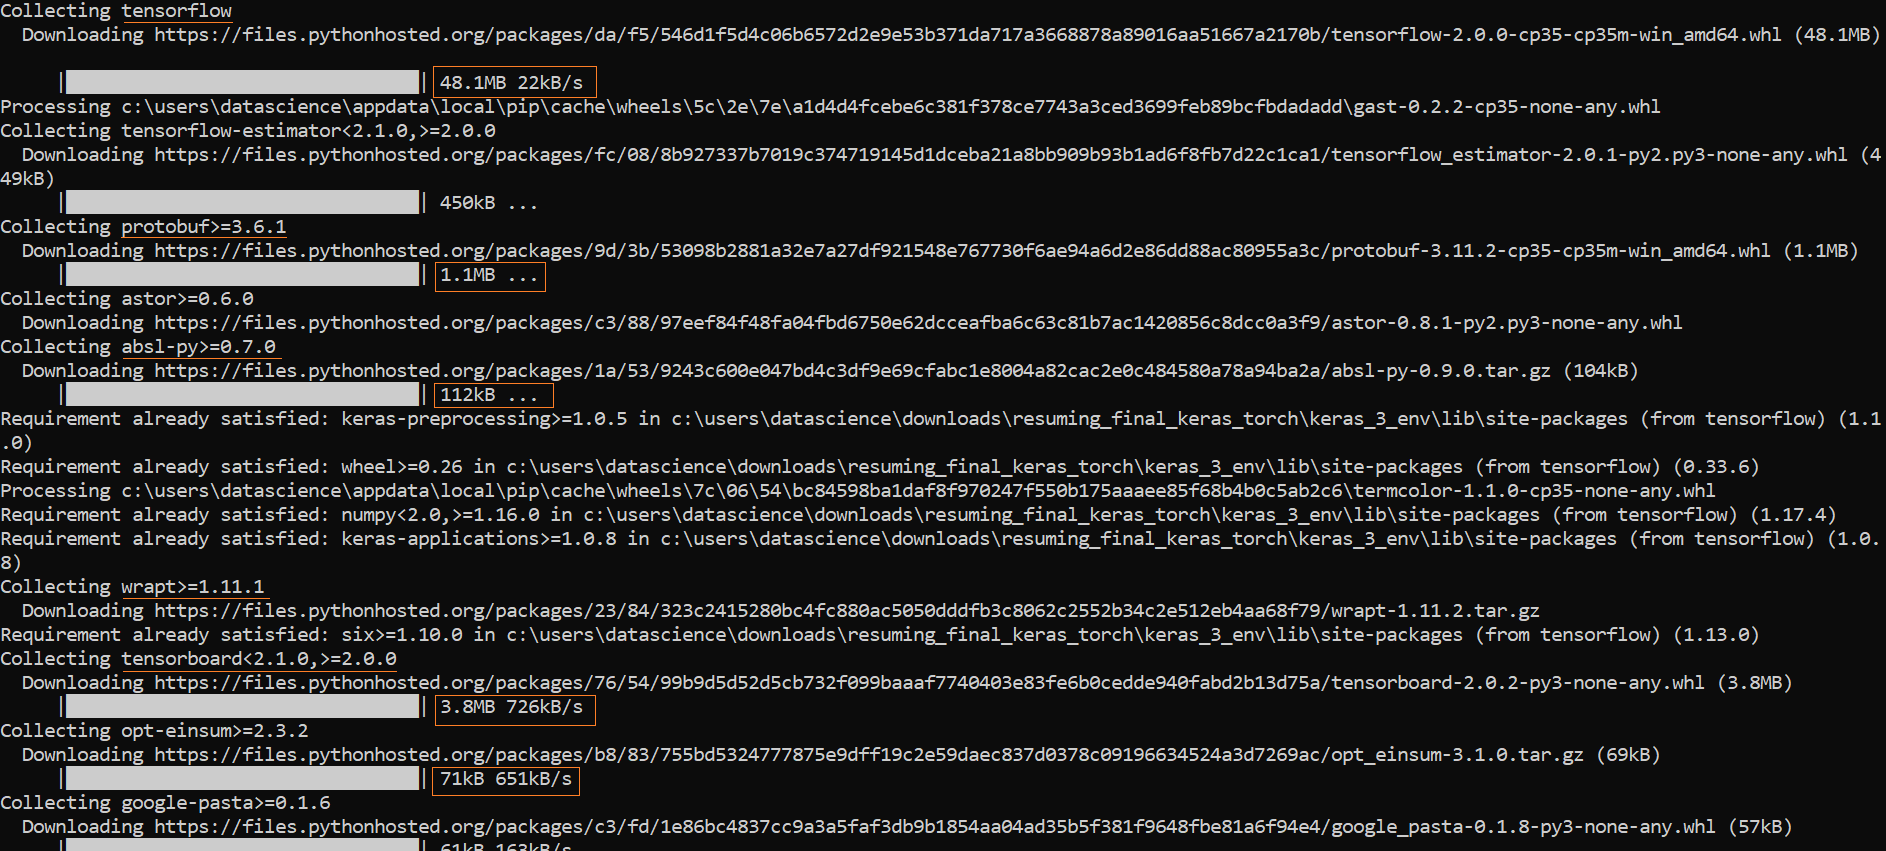 Collecting tensorflow
Downloading https://files.pythonhosted.org/packages/da/f5/546d1f5d4c06b6572d2e9e53b371da717a3668878a89016aa51667a2170b/tensorflow-2.0.0-cp35-cp35m-win_amd64.whl (48.1MB)
|████████████████████████████████| 48.1MB 22kB/s
Processing c:\users\datascience\appdata\local\pip\cache\wheels\5c\2e\7e\a1d4d4fcebe6c381f378ce7743a3ced3699feb89bcfbdadadd\gast-0.2.2-cp35-none-any.whl
Collecting tensorflow-estimator<2.1.0,>=2.0.0
Downloading https://files.pythonhosted.org/packages/fc/08/8b927337b7019c374719145d1dceba21a8bb909b93b1ad6f8fb7d22c1ca1/tensorflow_estimator-2.0.1-py2.py3-none-any.whl (4
49kB)
|████████████████████████████████| 450kB ...
Collecting protobuf>=3.6.1
Downloading https://files.pythonhosted.org/packages/9d/3b/53098b2881a32e7a27df921548e767730f6ae94a6d2e86dd88ac80955a3c/protobuf-3.11.2-cp35-cp35m-win_amd64.whl (1.1MB)
|████████████████████████████████| 1.1MB ...
Collecting astor>=0.6.0
Downloading https://files.pythonhosted.org/packages/c3/88/97eef84f48fa04fbd6750e62dcceafba6c63c81b7ac1420856c8dcc0a3f9/astor-0.8.1-py2.py3-none-any.whl
Collecting absl-py>=0.7.0
Downloading https://files.pythonhosted.org/packages/1a/53/9243c600e047bd4c3df9e69cfabc1e8004a82cac2e0c484580a78a94ba2a/absl-py-0.9.0.tar.gz (104kB)
|████████████████████████████████| 112kB ...
Requirement already satisfied: keras-preprocessing>=1.0.5 in c:\users\datascience\downloads\resuming_final_keras_torch\keras_3_env\lib\site-packages (from tensorflow) (1.1
.0)
Requirement already satisfied: wheel>=0.26 in c:\users\datascience\downloads\resuming_final_keras_torch\keras_3_env\lib\site-packages (from tensorflow) (0.33.6)
Processing c:\users\datascience\appdata\local\pip\cache\wheels\7c\06\54\bc84598ba1daf8f970247f550b175aaaee85f68b4b0c5ab2c6\termcolor-1.1.0-cp35-none-any.whl
Requirement already satisfied: numpy<2.0,>=1.16.0 in c:\users\datascience\downloads\resuming_final_keras_torch\keras_3_env\lib\site-packages (from tensorflow) (1.17.4)
Requirement already satisfied: keras-applications>=1.0.8 in c:\users\datascience\downloads\resuming_final_keras_torch\keras_3_env\lib\site-packages (from tensorflow) (1.0.
8)
Collecting wrapt>=1.11.1
Downloading https://files.pythonhosted.org/packages/23/84/323c2415280bc4fc880ac5050dddfb3c8062c2552b34c2e512eb4aa68f79/wrapt-1.11.2.tar.gz
Requirement already satisfied: six>=1.10.0 in c:\users\datascience\downloads\resuming_final_keras_torch\keras_3_env\lib\site-packages (from tensorflow) (1.13.0)
Collecting tensorboard<2.1.0,>=2.0.0
Downloading https://files.pythonhosted.org/packages/76/54/99b9d5d52d5cb732f099baaaf7740403e83fe6b0cedde940fabd2b13d75a/tensorboard-2.0.2-py3-none-any.whl (3.8MB)
|████████████████████████████████| 3.8MB 726kB/s
Collecting opt-einsum>=2.3.2
Downloading https://files.pythonhosted.org/packages/b8/83/755bd5324777875e9dff19c2e59daec837d0378c09196634524a3d7269ac/opt_einsum-3.1.0.tar.gz (69kB)
|████████████████████████████████| 71kB 651kB/s
Collecting google-pasta>=0.1.6
Downloading https://files.pythonhosted.org/packages/c3/fd/1e86bc4837cc9a3a5faf3db9b1854aa04ad35b5f381f9648fbe81a6f94e4/google_pasta-0.1.8-py3-none-any.whl (57kB)
|████████████████████████████████| 61kB 163kB/s